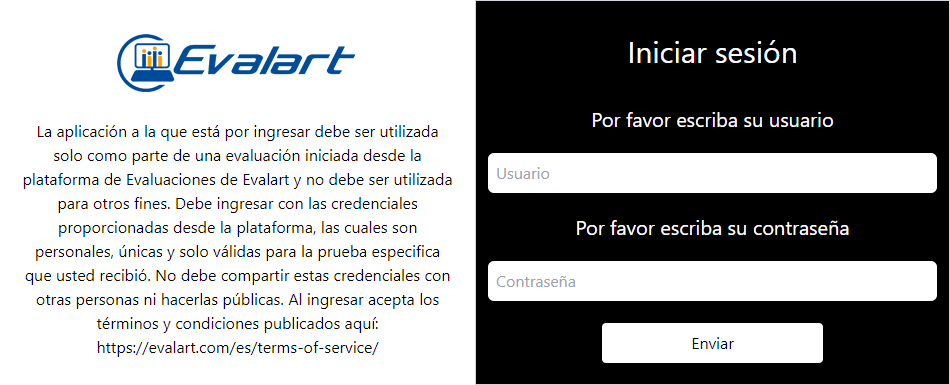 Evalart
La aplicación a la que está por ingresar debe ser utilizada
solo como parte de una evaluación iniciada desde la
plataforma de Evaluaciones de Evalart y no debe ser utilizada
para otros fines. Debe ingresar con las credenciales
proporcionadas desde la plataforma, las cuales son
personales, únicas y solo válidas para la prueba especifica
que usted recibió. No debe compartir estas credenciales con
otras personas ni hacerlas públicas. Al ingresar acepta los
términos y condiciones publicados aquí:
https://evalart.com/es/terms-of-service/
Iniciar sesión
Por favor escriba su usuario
Usuario
Por favor escriba su contraseña
Contraseña
Enviar